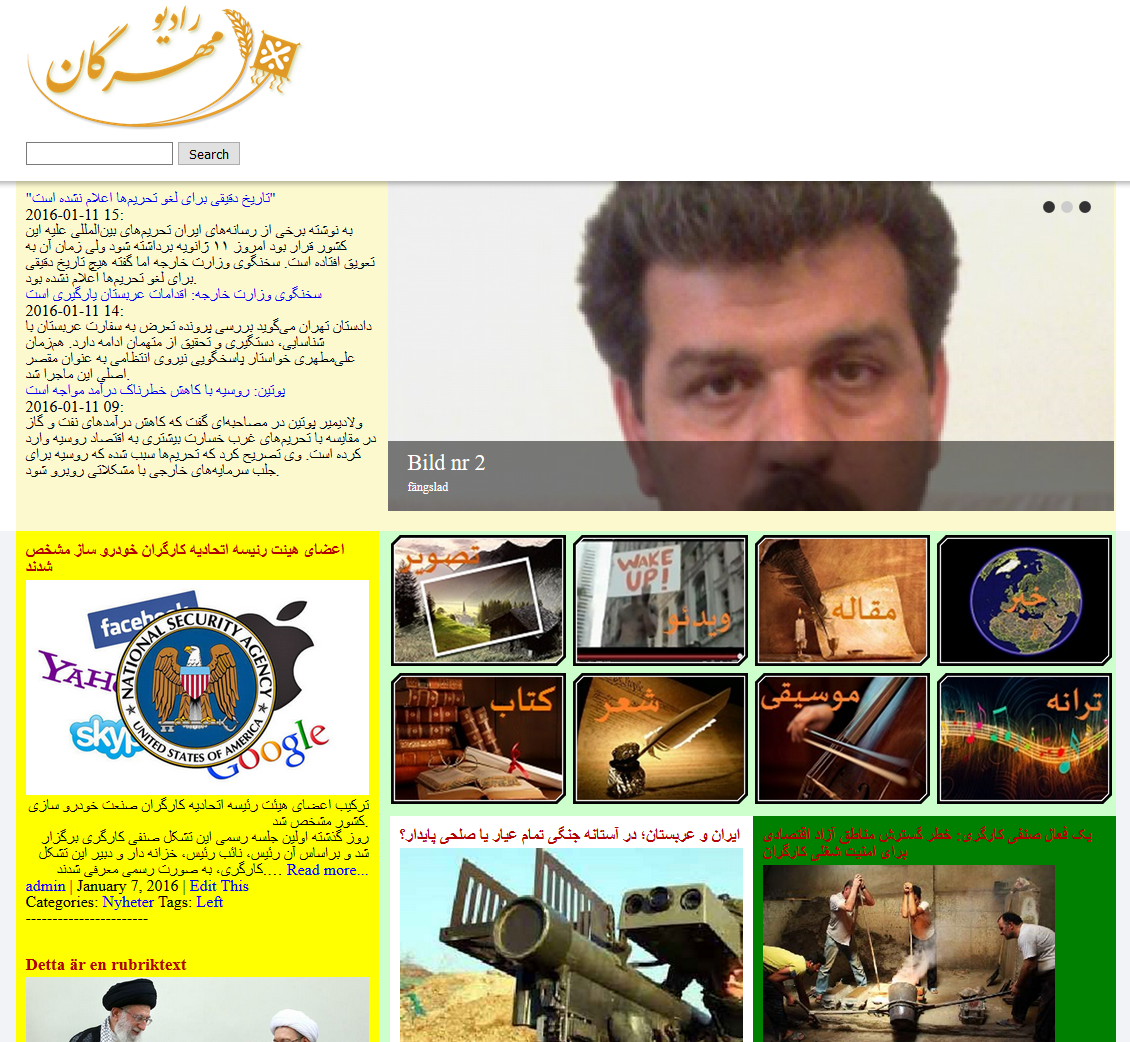 رادیو
مهرگان
Search
"تاریخ دقیقی برای لغو تحریم‌ها اعلام نشده است"
2016-01-11 15:
به نوشته برخی از رسانه‌های ایران تحریم‌های بین‌المللی علیه این
کشور قرار بود امروز ۱۱ ژانویه برداشته شود ولی زمان آن به
تعویق افتاده است. سخنگوی وزارت خارجه اما گفته هیچ تاریخ دقیقی
برای لغو تحریم‌ها اعلام نشده بود.
سخنگوی وزارت خارجه: اقدامات عربستان پارگیری است
2016-01-11 14:
دادستان تهران می‌گوید بررسی پرونده تعرض به سفارت عربستان با
شناسایی، دستگیری و تحقیق از متهمان ادامه دارد. هم‌زمان
علی‌مطهری خواستار پاسخگویی نیروی انتظامی به عنوان مقصر
اصلی این ماجرا شد.
پوتین: روسیه با کاهش خطرناک درآمد مواجه است
2016-01-11 09:
ولادیمیر پوتین در مصاحبه‌ای گفت که کاهش درآمدهای نفت و گاز
در مقایسه با تحریم‌های غرب خسارت بیشتری به اقتصاد روسیه وارد
کرده است. وی تصریح کرد که تحریم‌ها سبب شده که روسیه برای
جلب سرمایه‌های خارجی با مشکلاتی روبرو شود.
Bild nr 2
fängslad
اعضای هیئت رئیسه اتحادیه کارگران خودرو ساز مشخص
شدند
facebook
YAHO
skyp
Google
NATIONAL SECURITY AGENCY
UNITED STATES OF AMERICA
ترکیب اعضای هیئت رئیسه اتحادیه کارگران صنعت خودرو سازی
کشور مشخص شد.
روز گذشته اولین جلسه رسمی این تشکل صنفی کارگری برگزار
شد و براساس آن رئیس، نائب رئیس، خزانه دار و دبیر این تشکل
کارگری، به صورت رسمی معرفی شدند.… Read more...
admin | January 7, 2016 | Edit This
Categories: Nyheter Tags: Left
-----------------------
Detta är en rubriktext
تصویر
WAKE
UP!
ویدئو
مقاله
خبر
کتاب
شعر
موسیقی
ترانه
ایران و عربستان؛ در آستانه جنگی تمام عیار یا صلحی پایدار؟
یک فعال صنفی کارگری: خطر گسترش مناطق آزاد اقتصادی
برای امنیت شغلی کارگران